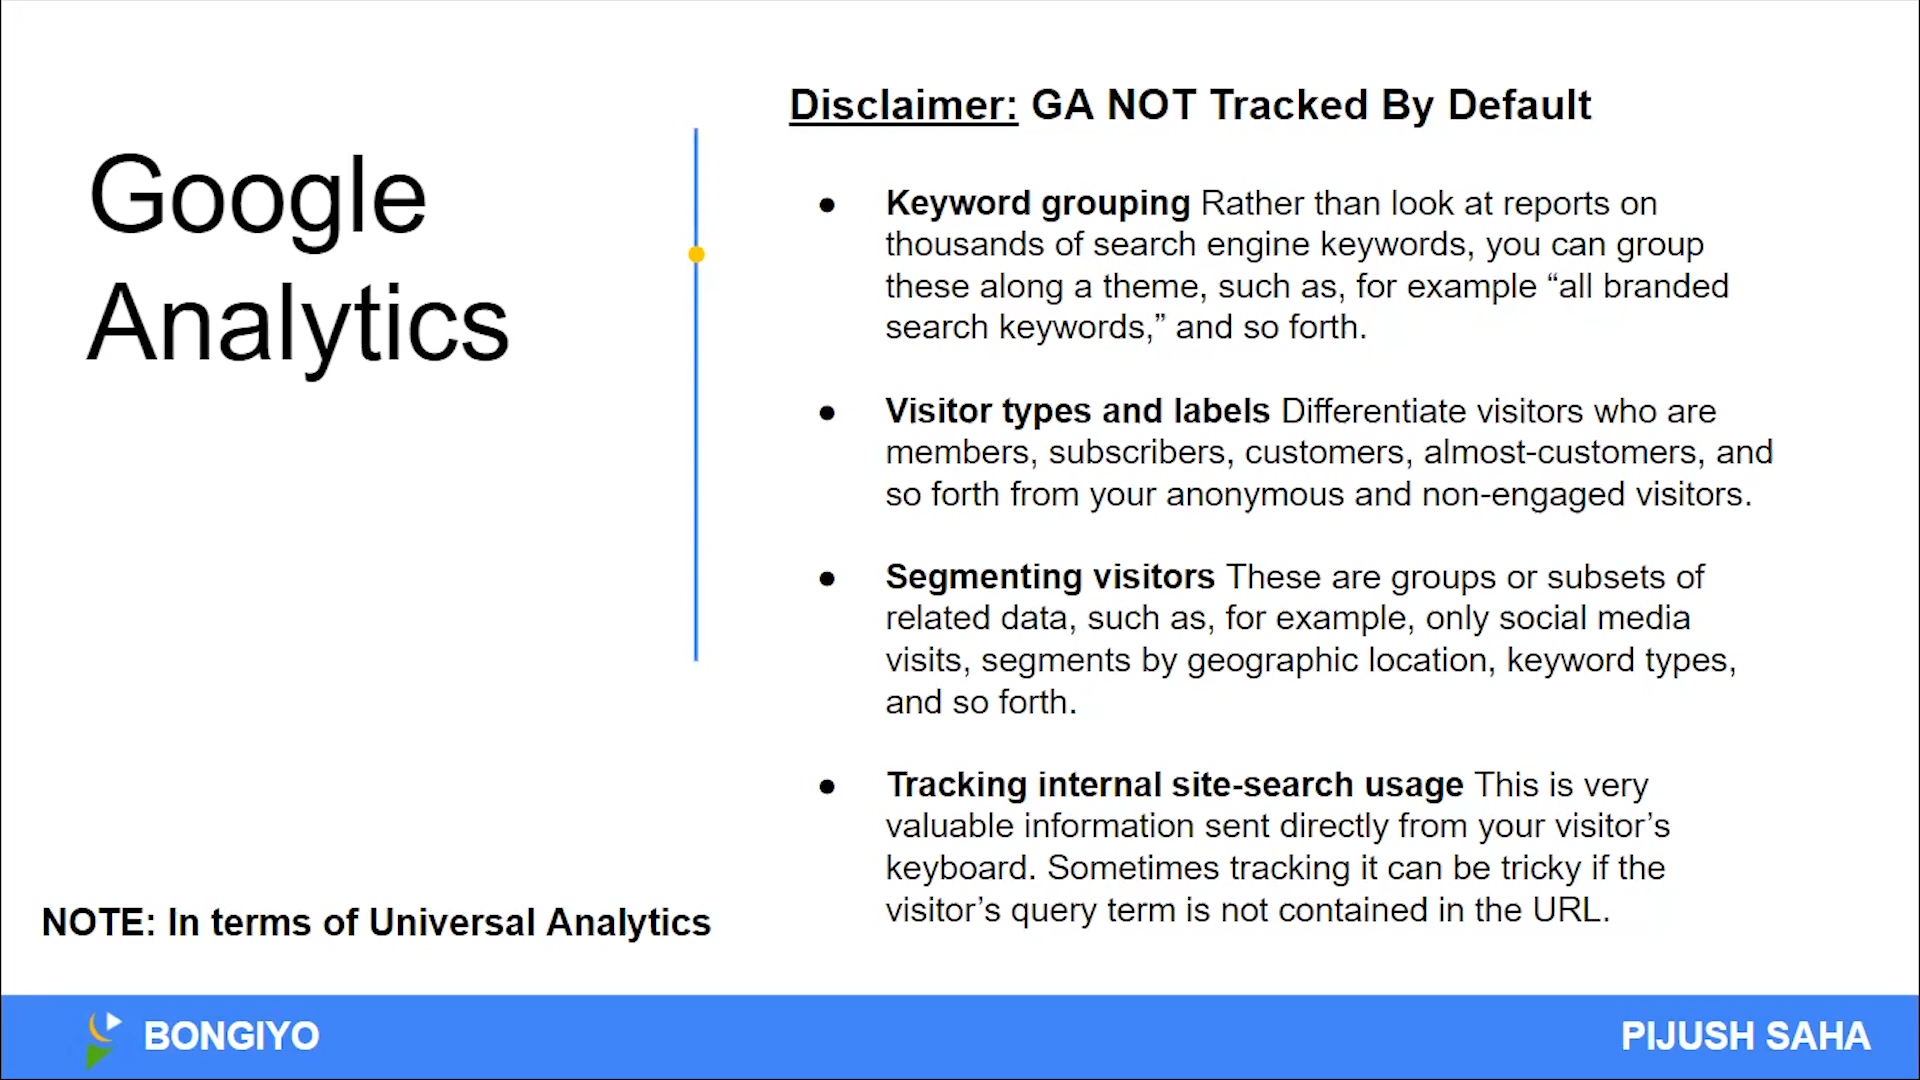 Google
Analytics
Disclaimer: GA NOT Tracked By Default
● Keyword grouping Rather than look at reports on
thousands of search engine keywords, you can group
these along a theme, such as, for example “all branded
search keywords,” and so forth.
● Visitor types and labels Differentiate visitors who are
members, subscribers, customers, almost-customers, and
so forth from your anonymous and non-engaged visitors.
● Segmenting visitors These are groups or subsets of
related data, such as, for example, only social media
visits, segments by geographic location, keyword types,
and so forth.
● Tracking internal site-search usage This is very
valuable information sent directly from your visitor’s
keyboard. Sometimes tracking it can be tricky if the
visitor’s query term is not contained in the URL.
NOTE: In terms of Universal Analytics
BONGIYO
PIJUSH SAHA